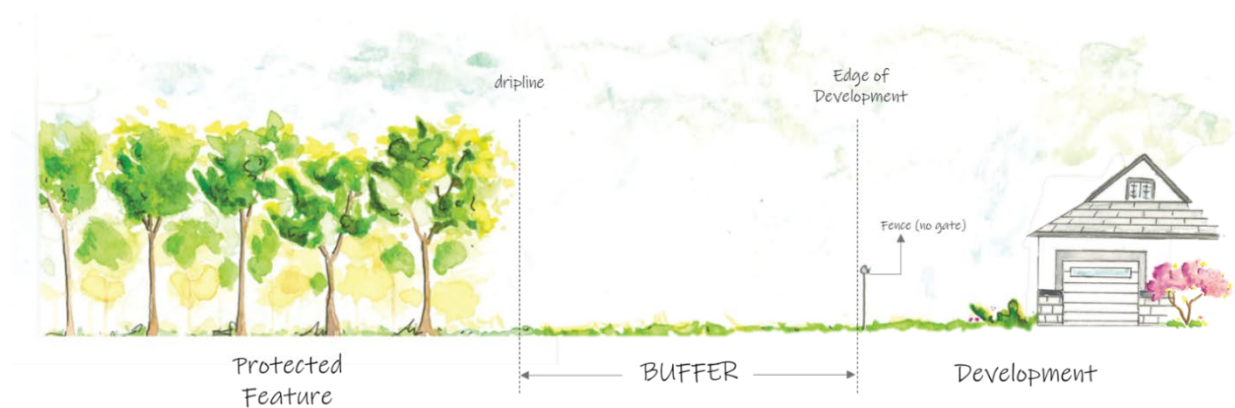 dripline
Edge of
Development
Fence (no gate)
Protected
Feature
BUFFER
Development